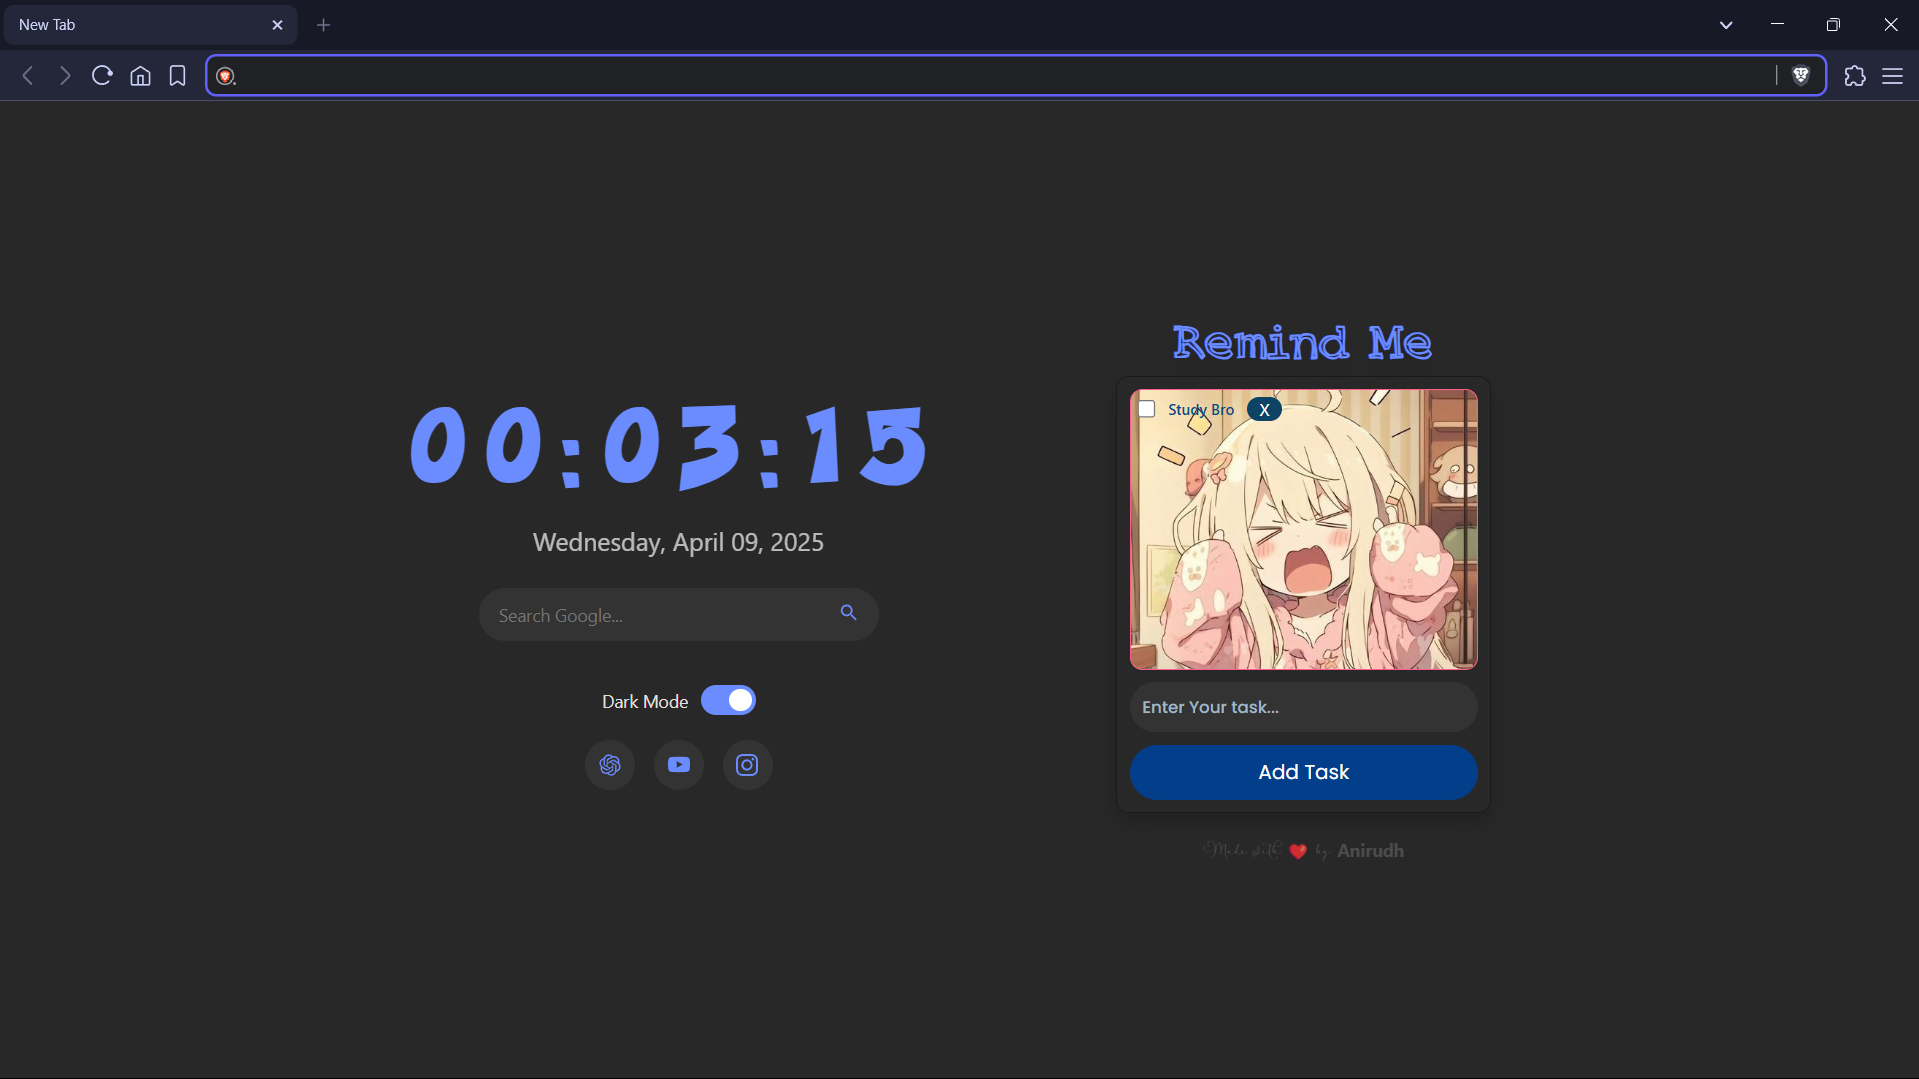 New Tab
Remind Me
Study Bro X
00:03:15
Wednesday, April 09, 2025
Search Google...
Dark Mode
Enter Your task...
Add Task
Made with ❤️ by Anirudh